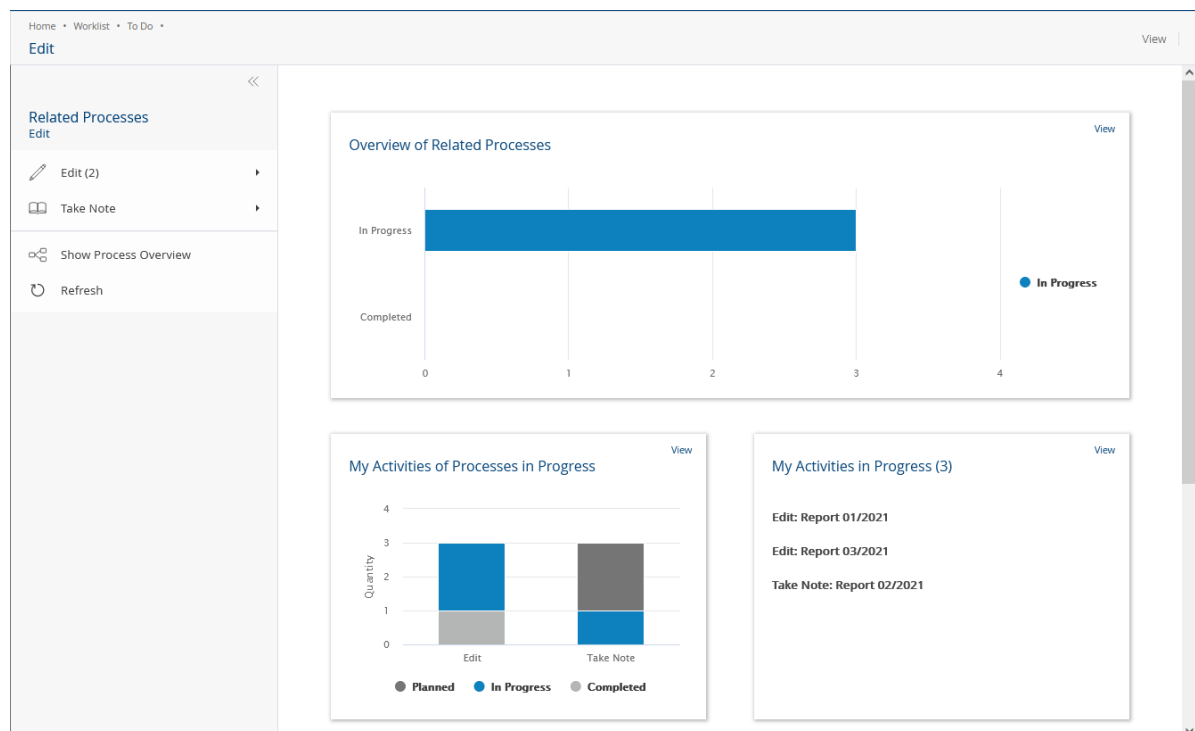 Home • Worklist • To Do •
Edit
View
Related Processes
Edit
Edit (2)
Take Note
Show Process Overview
Refresh
View
Overview of Related Processes
In Progress
Completed
0 1 2 3 4
In Progress
View
My Activities of Processes in Progress
Quantity
4
3
2
1
0
Edit Take Note
Planned In Progress Completed
View
My Activities in Progress (3)
Edit: Report 01/2021
Edit: Report 03/2021
Take Note: Report 02/2021